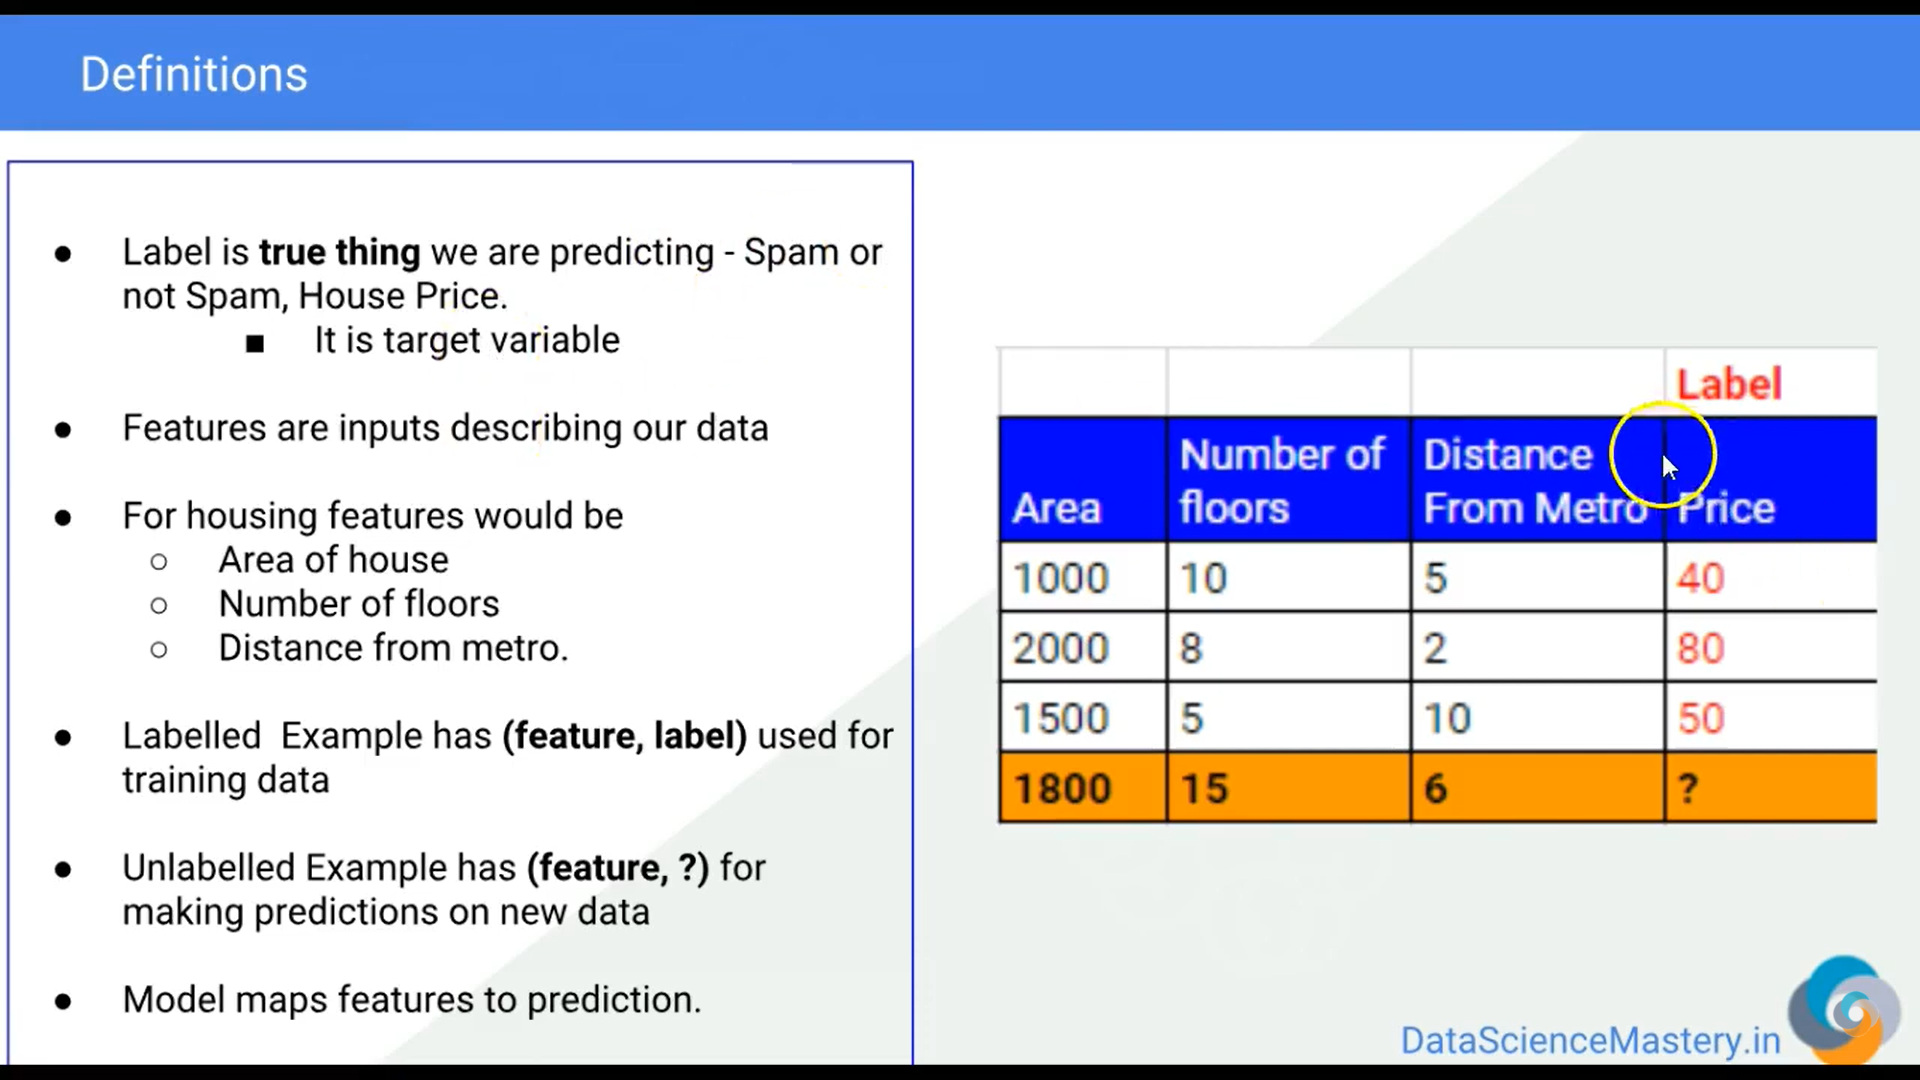 Definitions
● Label is true thing we are predicting - Spam or
not Spam, House Price.
■ It is target variable
● Features are inputs describing our data
● For housing features would be
○ Area of house
○ Number of floors
○ Distance from metro.
● Labelled Example has (feature, label) used for
training data
● Unlabelled Example has (feature, ?) for
making predictions on new data
● Model maps features to prediction.
Label
Area Number of floors Distance From Metro Price
1000 10 5 40
2000 8 2 80
1500 5 10 50
1800 15 6 ?
DataScienceMastery.in